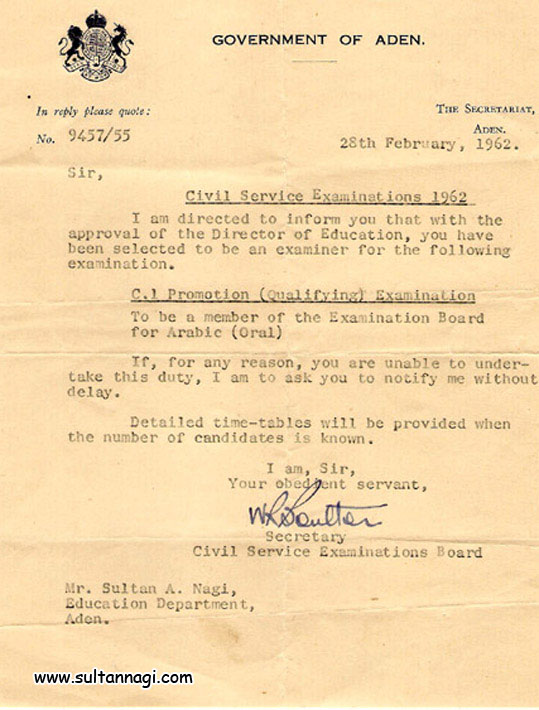 GOVERNMENT OF ADEN.
In reply please quote:
No. 9457/55
THE SECRETARIAT,
ADEN.
28th February, 1962.
Sir,
Civil Service Examinations 1962
I am directed to inform you that with the
approval of the Director of Education, you have
been selected to be an examiner for the following
examination.
C.1 Promotion (Qualifying) Examination
To be a member of the Examination Board
for Arabic (Oral)
If, for any reason, you are unable to under-
take this duty, I am to ask you to notify me without
delay.
Detailed time-tables will be provided when
the number of candidates is known.
I am, Sir,
Your obedient servant,
Secretary
Civil Service Examinations Board
Mr. Sultan A. Nagi,
Education Department,
Aden.
www.sultannagi.com